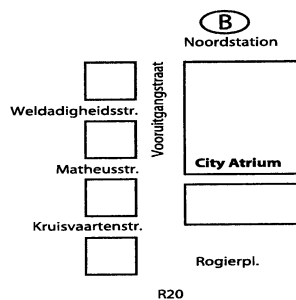 B
Noordstation
Vooruitgangstraat
Weldadigheidsstr.
City Atrium
Matheusstr.
Kruisvaartenstr.
Rogierpl.
R20